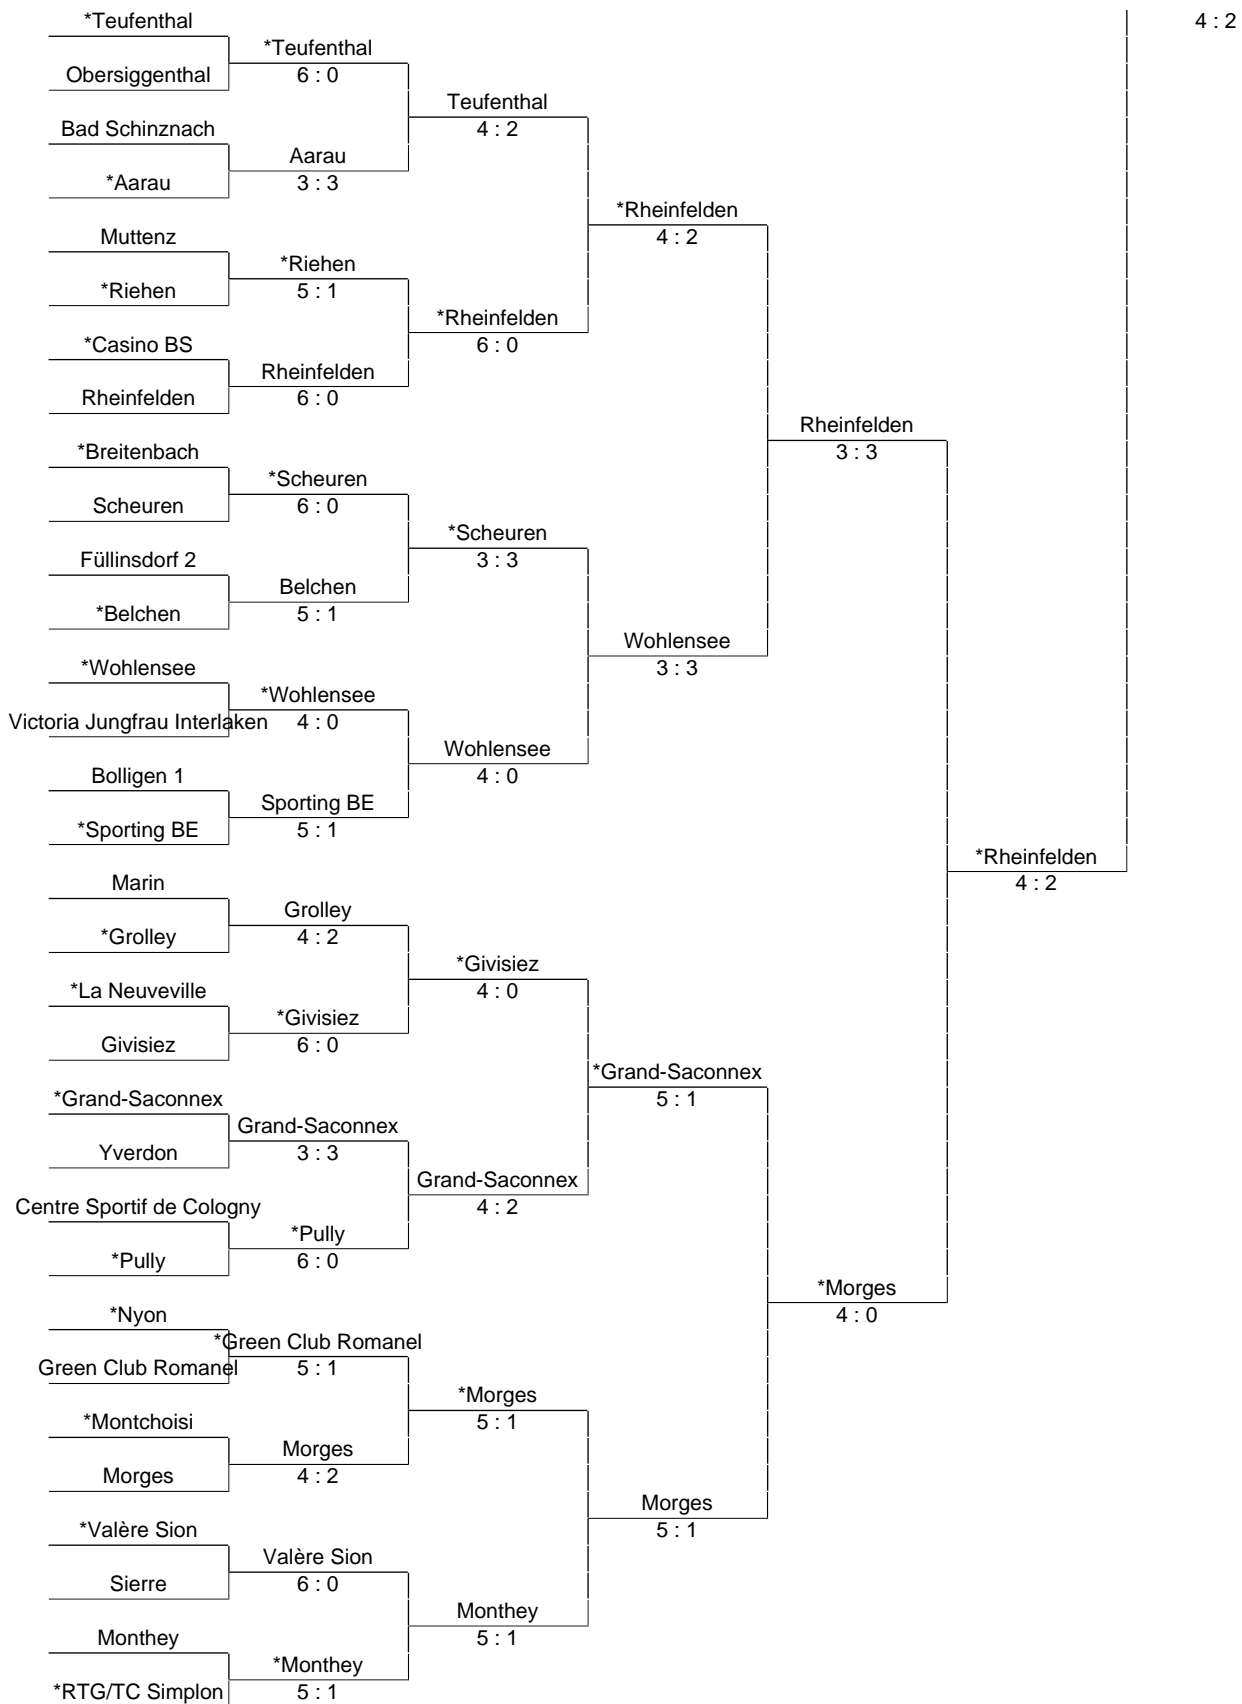 *Teufenthal
4 : 2
*Teufenthal
Obersiggenthal
6 : 0
Teufenthal
Bad Schinznach
4 : 2
Aarau
*Aarau
3 : 3
*Rheinfelden
Muttenz
4 : 2
*Riehen
*Riehen
5 : 1
*Rheinfelden
*Casino BS
6 : 0
Rheinfelden
Rheinfelden
6 : 0
Rheinfelden
*Breitenbach
3 : 3
*Scheuren
Scheuren
6 : 0
*Scheuren
Füllinsdorf 2
3 : 3
Belchen
*Belchen
5 : 1
Wohlensee
*Wohlensee
3 : 3
*Wohlensee
Victoria Jungfrau Interlaken
4 : 0
Wohlensee
Bolligen 1
4 : 0
Sporting BE
*Sporting BE
5 : 1
*Rheinfelden
Marin
4 : 2
Grolley
*Grolley
4 : 2
*Givisiez
*La Neuveville
4 : 0
*Givisiez
Givisiez
6 : 0
*Grand-Saconnex
*Grand-Saconnex
5 : 1
Grand-Saconnex
Yverdon
3 : 3
Grand-Saconnex
Centre Sportif de Cologny
4 : 2
*Pully
*Pully
6 : 0
*Morges
*Nyon
4 : 0
*Green Club Romanel
Green Club Romanel
5 : 1
*Morges
*Montchoisi
5 : 1
Morges
Morges
4 : 2
Morges
*Valère Sion
5 : 1
Valère Sion
Sierre
6 : 0
Monthey
Monthey
5 : 1
*Monthey
*RTG/TC Simplon
5 : 1